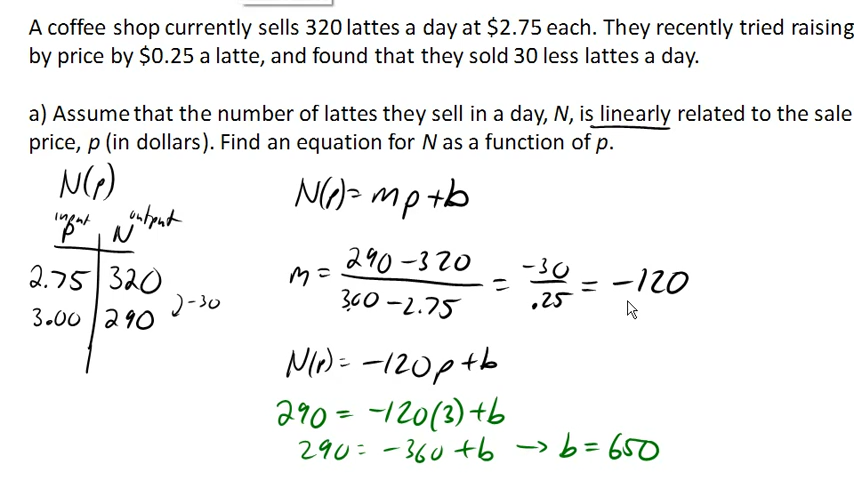 A coffee shop currently sells 320 lattes a day at $2.75 each. They recently tried raising
by price by $0.25 a latte, and found that they sold 30 less lattes a day.
a) Assume that the number of lattes they sell in a day, N, is linearly related to the sale
price, p (in dollars). Find an equation for N as a function of p.
N(p)
input output
P N
2.75 320
3.00 290
-30
N(p) = mp + b
m = (290 - 320) / (3.00 - 2.75) = -30 / .25 = -120
N(p) = -120p + b
290 = -120(3) + b
290 = -360 + b → b = 650